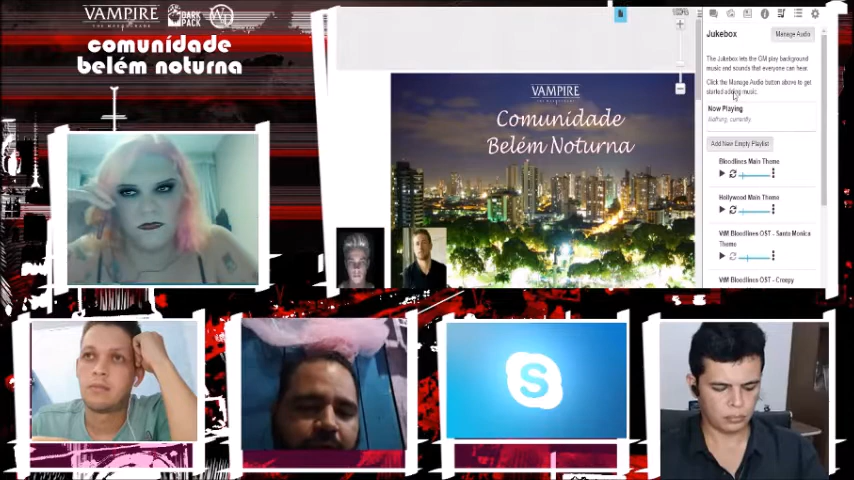 VAMPIRE
THE MASQUERADE
DARK
PACK
comunidade
belém noturna
VAMPIRE
Comunidade
Belém Noturna
Jukebox
Manage Audio
The Jukebox lets the GM play background
music and sounds that everyone can hear.
Click the Manage Audio button above to get
started adding music.
Now Playing
Nothing currently.
Add New Empty Playlist
Bloodlines Main Theme
Hollywood Main Theme
VtM Bloodlines OST - Santa Monica
Theme
VtM Bloodlines OST - Creepy
S